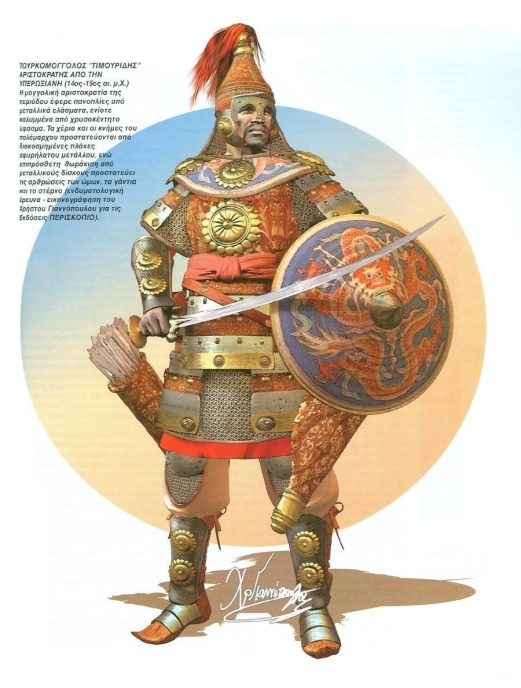 ΤΟΥΡΚΟΜΟΓΓΟΛΟΣ "ΤΙΜΟΥΡΙΔΗΣ"
ΑΡΙΣΤΟΚΡΑΤΗΣ ΑΠΟ ΤΗΝ
ΥΠΕΡΩΞΙΑΝΗ (14ος-15ος αι. μ.Χ.)
Η μογγολική αριστοκρατία της
περιόδου έφερε πανοπλίες από
μεταλλικά ελάσματα, ενίοτε
καλυμμένα από χρυσοκέντητο
ύφασμα. Τα χέρια και οι κνήμες του
πολέμαρχου προστατεύονται από
διακοσμημένες πλάκες
σφυρήλατου μετάλλου, ενώ
επιπρόσθετη θωράκιση από
μεταλλικούς δίσκους προστατεύει
τις αρθρώσεις των ώμων, τα γάντια
και το στέρνο (ενδυματολογική
έρευνα - εικονογράφηση του
Χρήστου Γιαννόπουλου για τις
Εκδόσεις ΠΕΡΙΣΚΟΠΙΟ).
Χρ Γιαννόπουλος